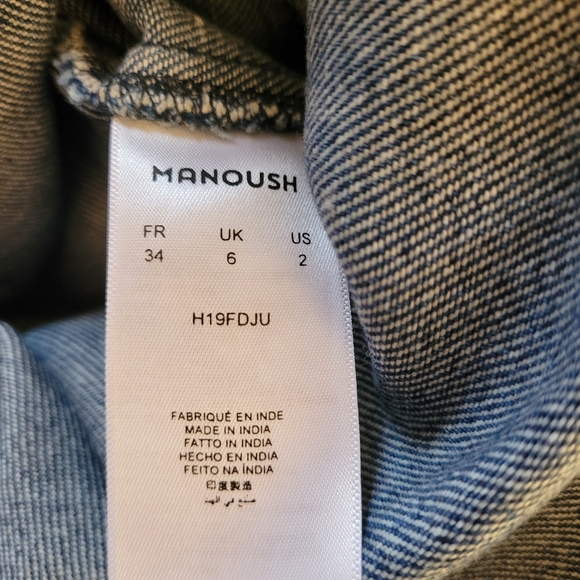 MANOUSH
FR UK US
34 6 2
H19FDJU
FABRIQUÉ EN INDE
MADE IN INDIA
FATTO IN INDIA
HECHO EN INDIA
FEITO NA ÍNDIA
印度製造
صنع في الهند